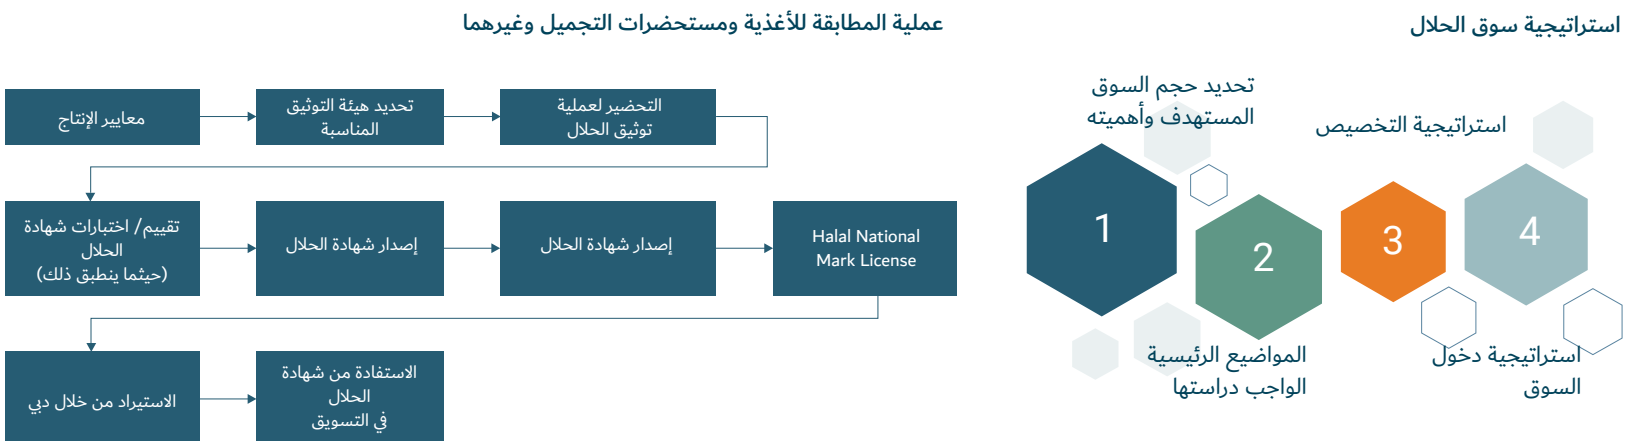 استراتيجية سوق الحلال
تحديد حجم السوق
المستهدف وأهميته
استراتيجية التخصيص
1
2
3
4
المواضيع الرئيسية
الواجب دراستها
استراتيجية دخول
السوق
عملية المطابقة للأغذية ومستحضرات التجميل وغيرهما
معايير الإنتاج
تحديد هيئة التوثيق
المناسبة
التحضير لعملية
توثيق الحلال
تقييم/ اختبارات شهادة
الحلال
(حيثما ينطبق ذلك)
إصدار شهادة الحلال
إصدار شهادة الحلال
Halal National
Mark License
الاستيراد من خلال دبي
الاستفادة من شهادة
الحلال
في التسويق